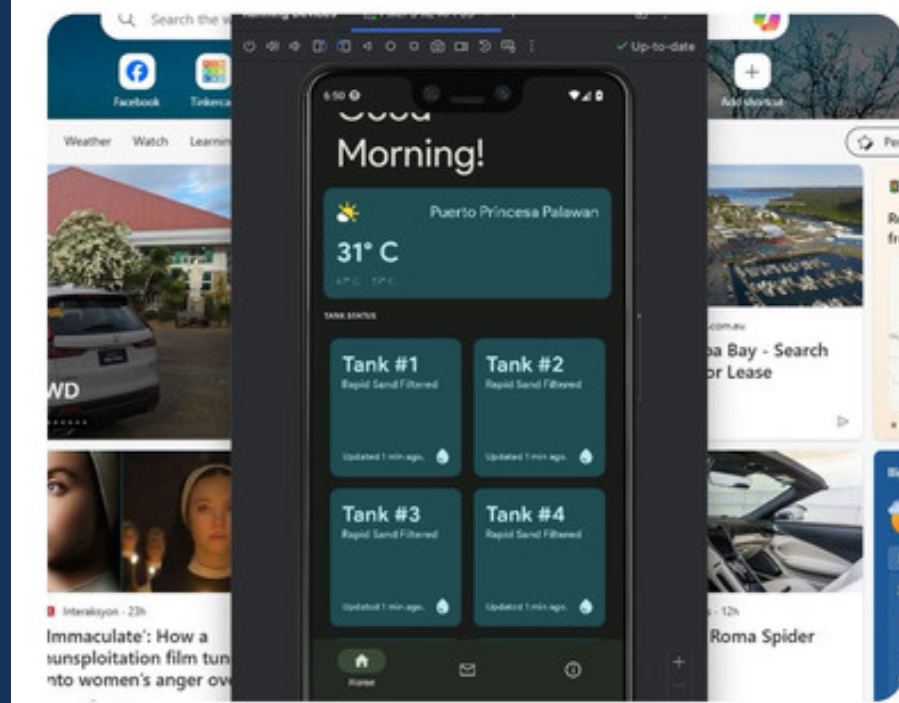 Search the w
Up-to-date
Facebook
Tinkerca
Add shortcut
Weather Watch Learnin
6:50
Good
Morning!
Puerto Princesa Palawan
31° C
TANK STATUS
Tank #1
Rapid Sand Filtered
Updated 1 min ago.
Tank #2
Rapid Sand Filtered
Updated 1 min ago.
Tank #3
Rapid Sand Filtered
Updated 1 min ago.
Tank #4
Rapid Sand Filtered
Updated 1 min ago.
Home
WD
Interaksyon - 23h
Immaculate': How a
nunsploitation film tun
nto women's anger ov
.com.au
pa Bay - Search
or Lease
- 12h
Roma Spider